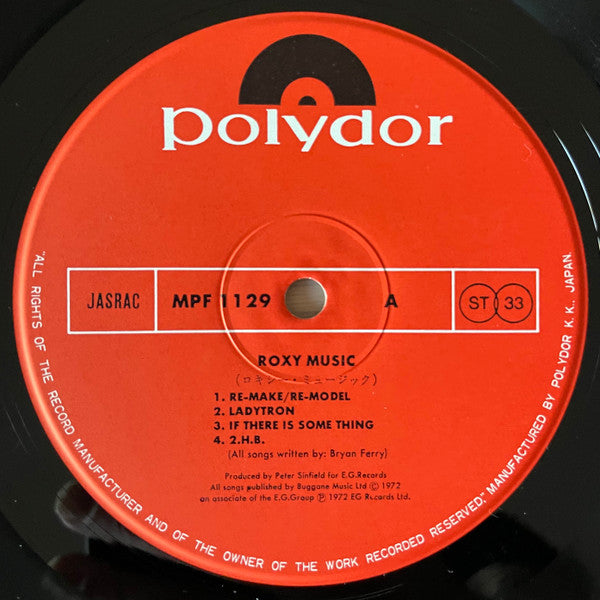 polydor
JASRAC MPF 1129 A ST 33
ROXY MUSIC
(ロキシー・ミュージック)
1. RE-MAKE/RE-MODEL
2. LADYTRON
3. IF THERE IS SOME THING
4. 2.H.B.
(All songs written by: Bryan Ferry)
Produced by Peter Sinfield for E.G.Records
All songs published by Buggane Music Ltd Ⓒ 1972
an associate of the E.G.Group Ⓟ 1972 EG Records Ltd.
"ALL RIGHTS OF THE RECORD MANUFACTURER AND OF THE OWNER OF THE WORK RECORDED RESERVED," MANUFACTURED BY POLYDOR K.K., JAPAN.